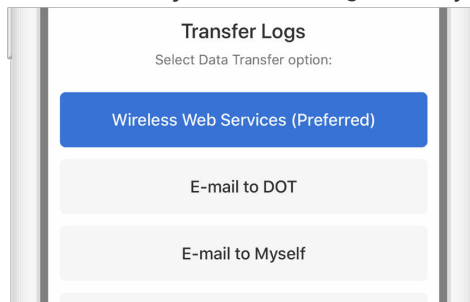 Transfer Logs
Select Data Transfer option:
Wireless Web Services (Preferred)
E-mail to DOT
E-mail to Myself